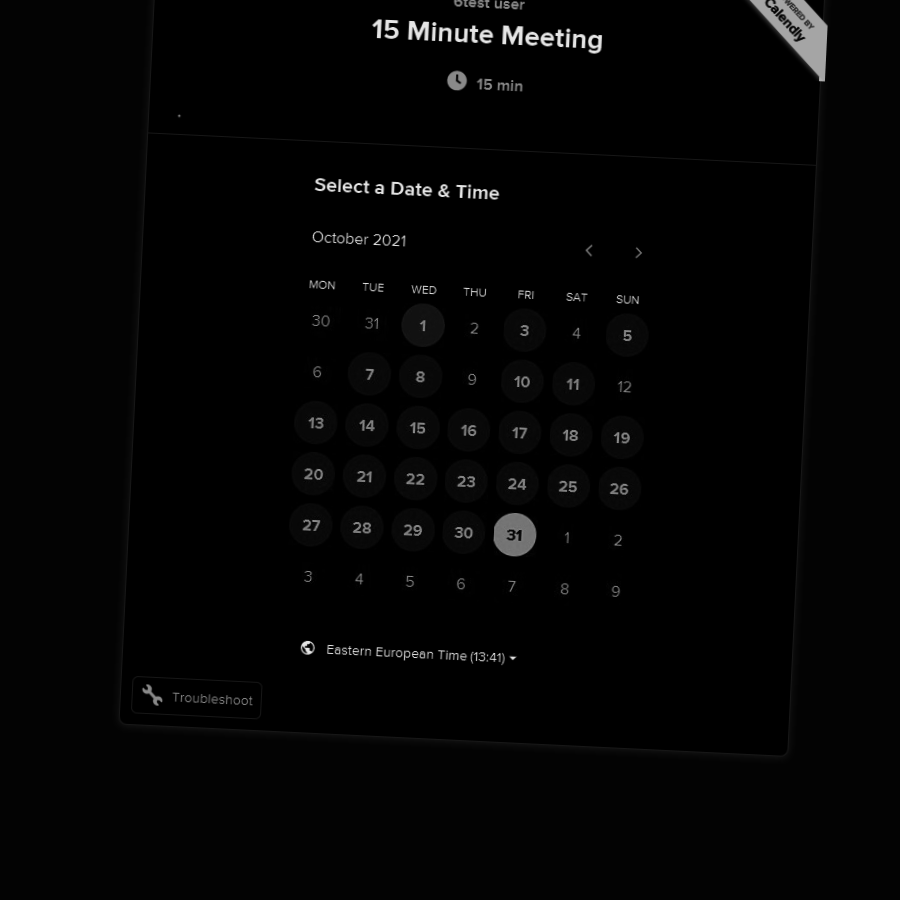 6test user
15 Minute Meeting
15 min
POWERED BY
Calendly
.
Select a Date & Time
October 2021
MON TUE WED THU FRI SAT SUN
30 31 1 2 3 4 5
6 7 8 9 10 11 12
13 14 15 16 17 18 19
20 21 22 23 24 25 26
27 28 29 30 31 1 2
3 4 5 6 7 8 9
Eastern European Time (13:41)
Troubleshoot